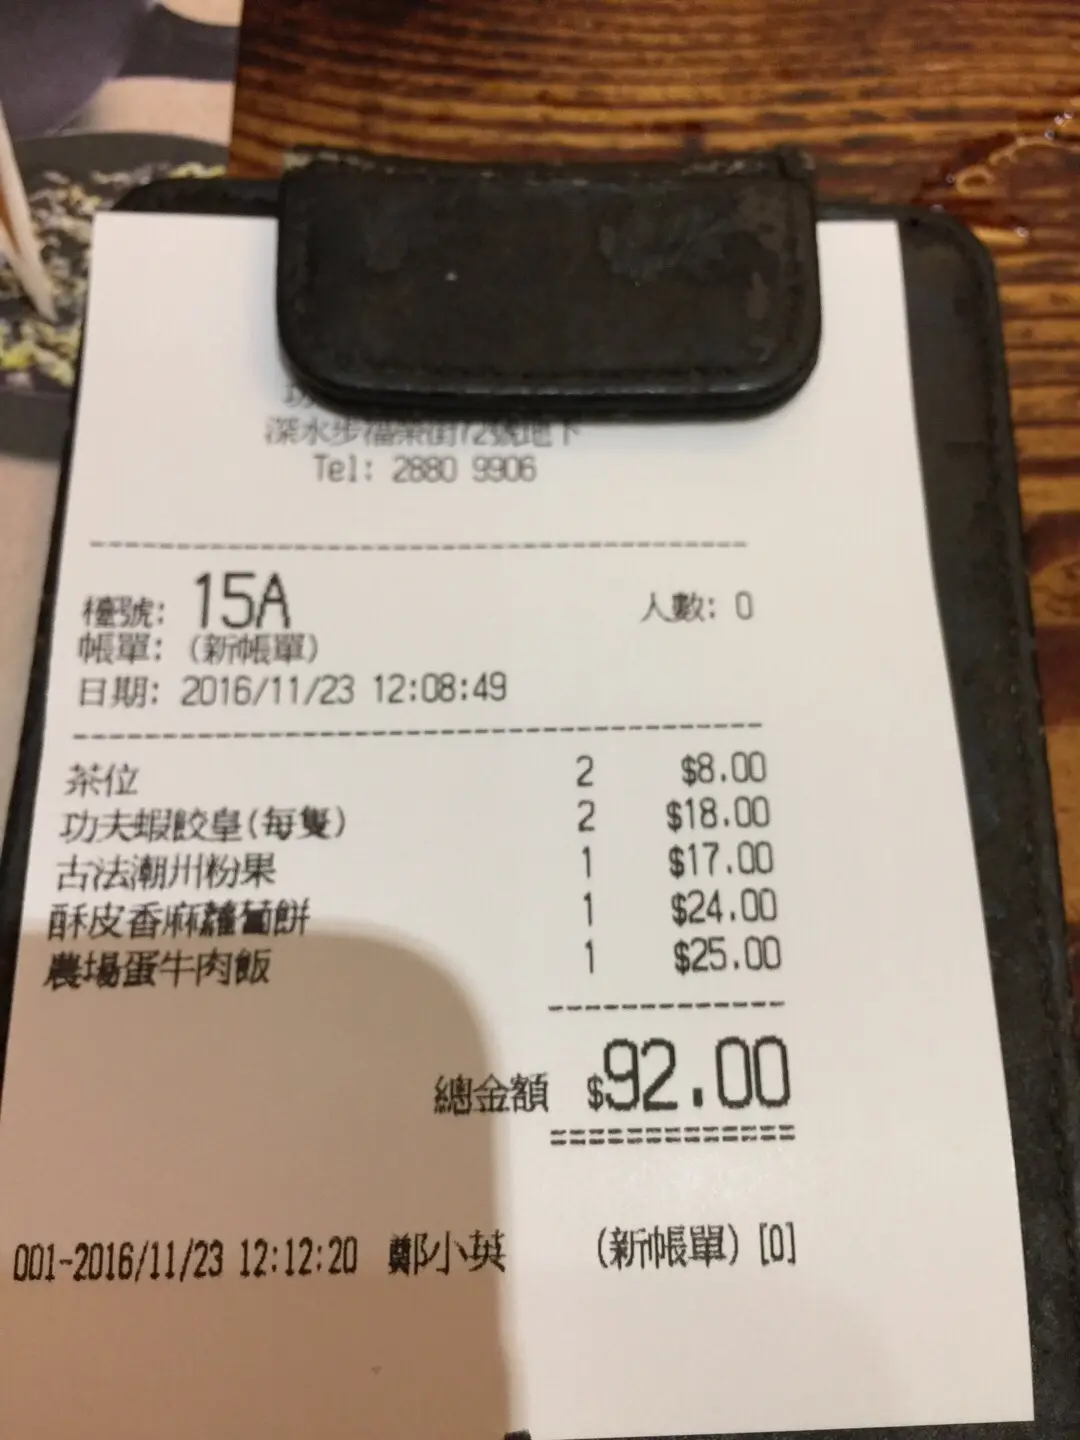 深水步福榮街72號地下
Tel: 2880 9906
檯號: 15A 人數: 0
帳單: (新帳單)
日期: 2016/11/23 12:08:49
茶位 2 $8.00
功夫蝦餃皇(每隻) 2 $18.00
古法潮州粉果 1 $17.00
酥皮香麻蘿蔔餅 1 $24.00
農場蛋牛肉飯 1 $25.00
總金額 $92.00
001-2016/11/23 12:12:20 鄭小英 (新帳單) [0]